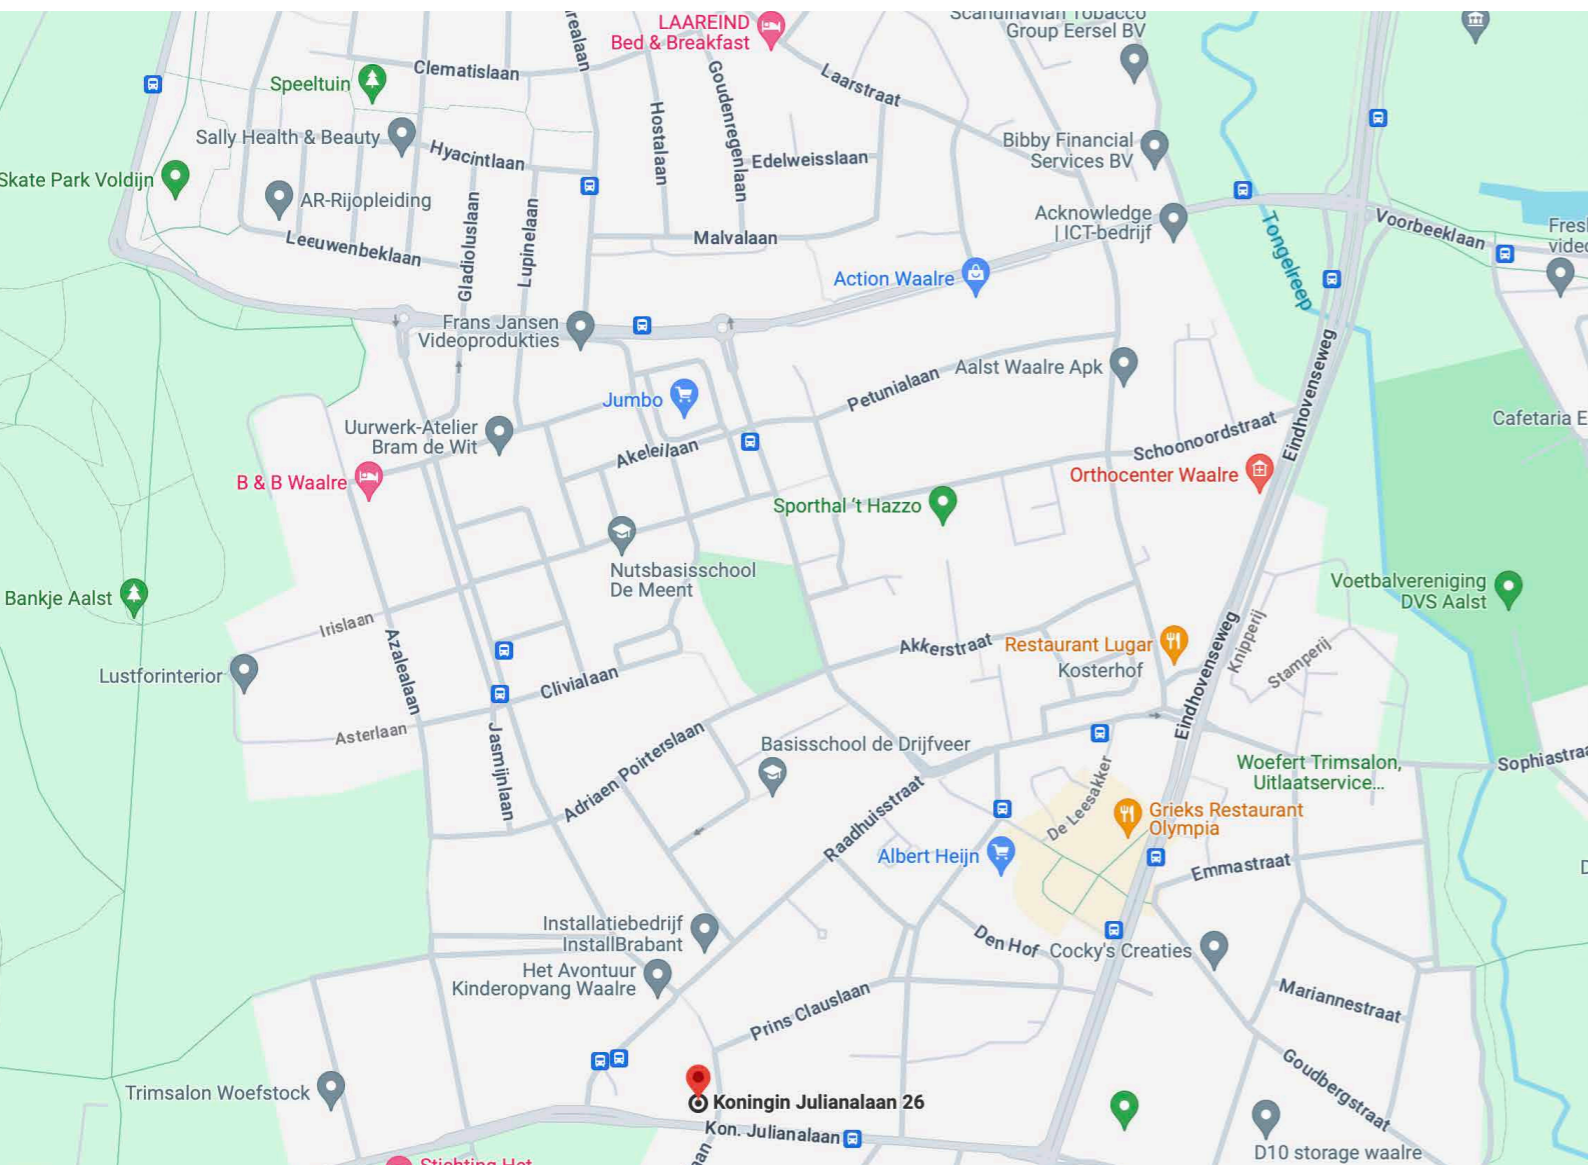 LAAREIND
Bed & Breakfast
Scandinavian Tobacco
Group Eersel BV
Clematislaan
Speeltuin
Laarstraat
Goudenregenlaan
Hostalaan
Sally Health & Beauty
Hyacintlaan
Edelweisslaan
Bibby Financial
Services BV
Skate Park Voldijn
AR-Rijopleiding
Gladioluslaan
Lupinelaan
Acknowledge
| ICT-bedrijf
Voorbeeklaan
Leeuwenbeklaan
Malvalaan
Tongelreep
Action Waalre
Frans Jansen
Videoprodukties
Eindhovenseweg
Aalst Waalre Apk
Petunialaan
Jumbo
Uurwerk-Atelier
Bram de Wit
Akeleilaan
Schoonoordstraat
Cafetaria E
B & B Waalre
Orthocenter Waalre
Sporthal 't Hazzo
Nutsbasisschool
De Meent
Bankje Aalst
Voetbalvereniging
DVS Aalst
Irislaan
Azalealaan
Akkerstraat
Restaurant Lugar
Kosterhof
Eindhovenseweg
Knipperij
Stamperij
Lustforinterior
Clivialaan
Asterlaan
Jasmijnlaan
Adriaen Poirterslaan
Basisschool de Drijfveer
Woefert Trimsalon,
Uitlaatservice...
Sophiastraa
De Leesakker
Raadhuisstraat
Grieks Restaurant
Olympia
Albert Heijn
Emmastraat
Installatiebedrijf
InstallBrabant
Den Hof
Cocky's Creaties
Het Avontuur
Kinderopvang Waalre
Prins Clauslaan
Mariannestraat
Goudbergstraat
Trimsalon Woefstock
Koningin Julianalaan 26
Kon. Julianalaan
D10 storage waalre
Stichting Het